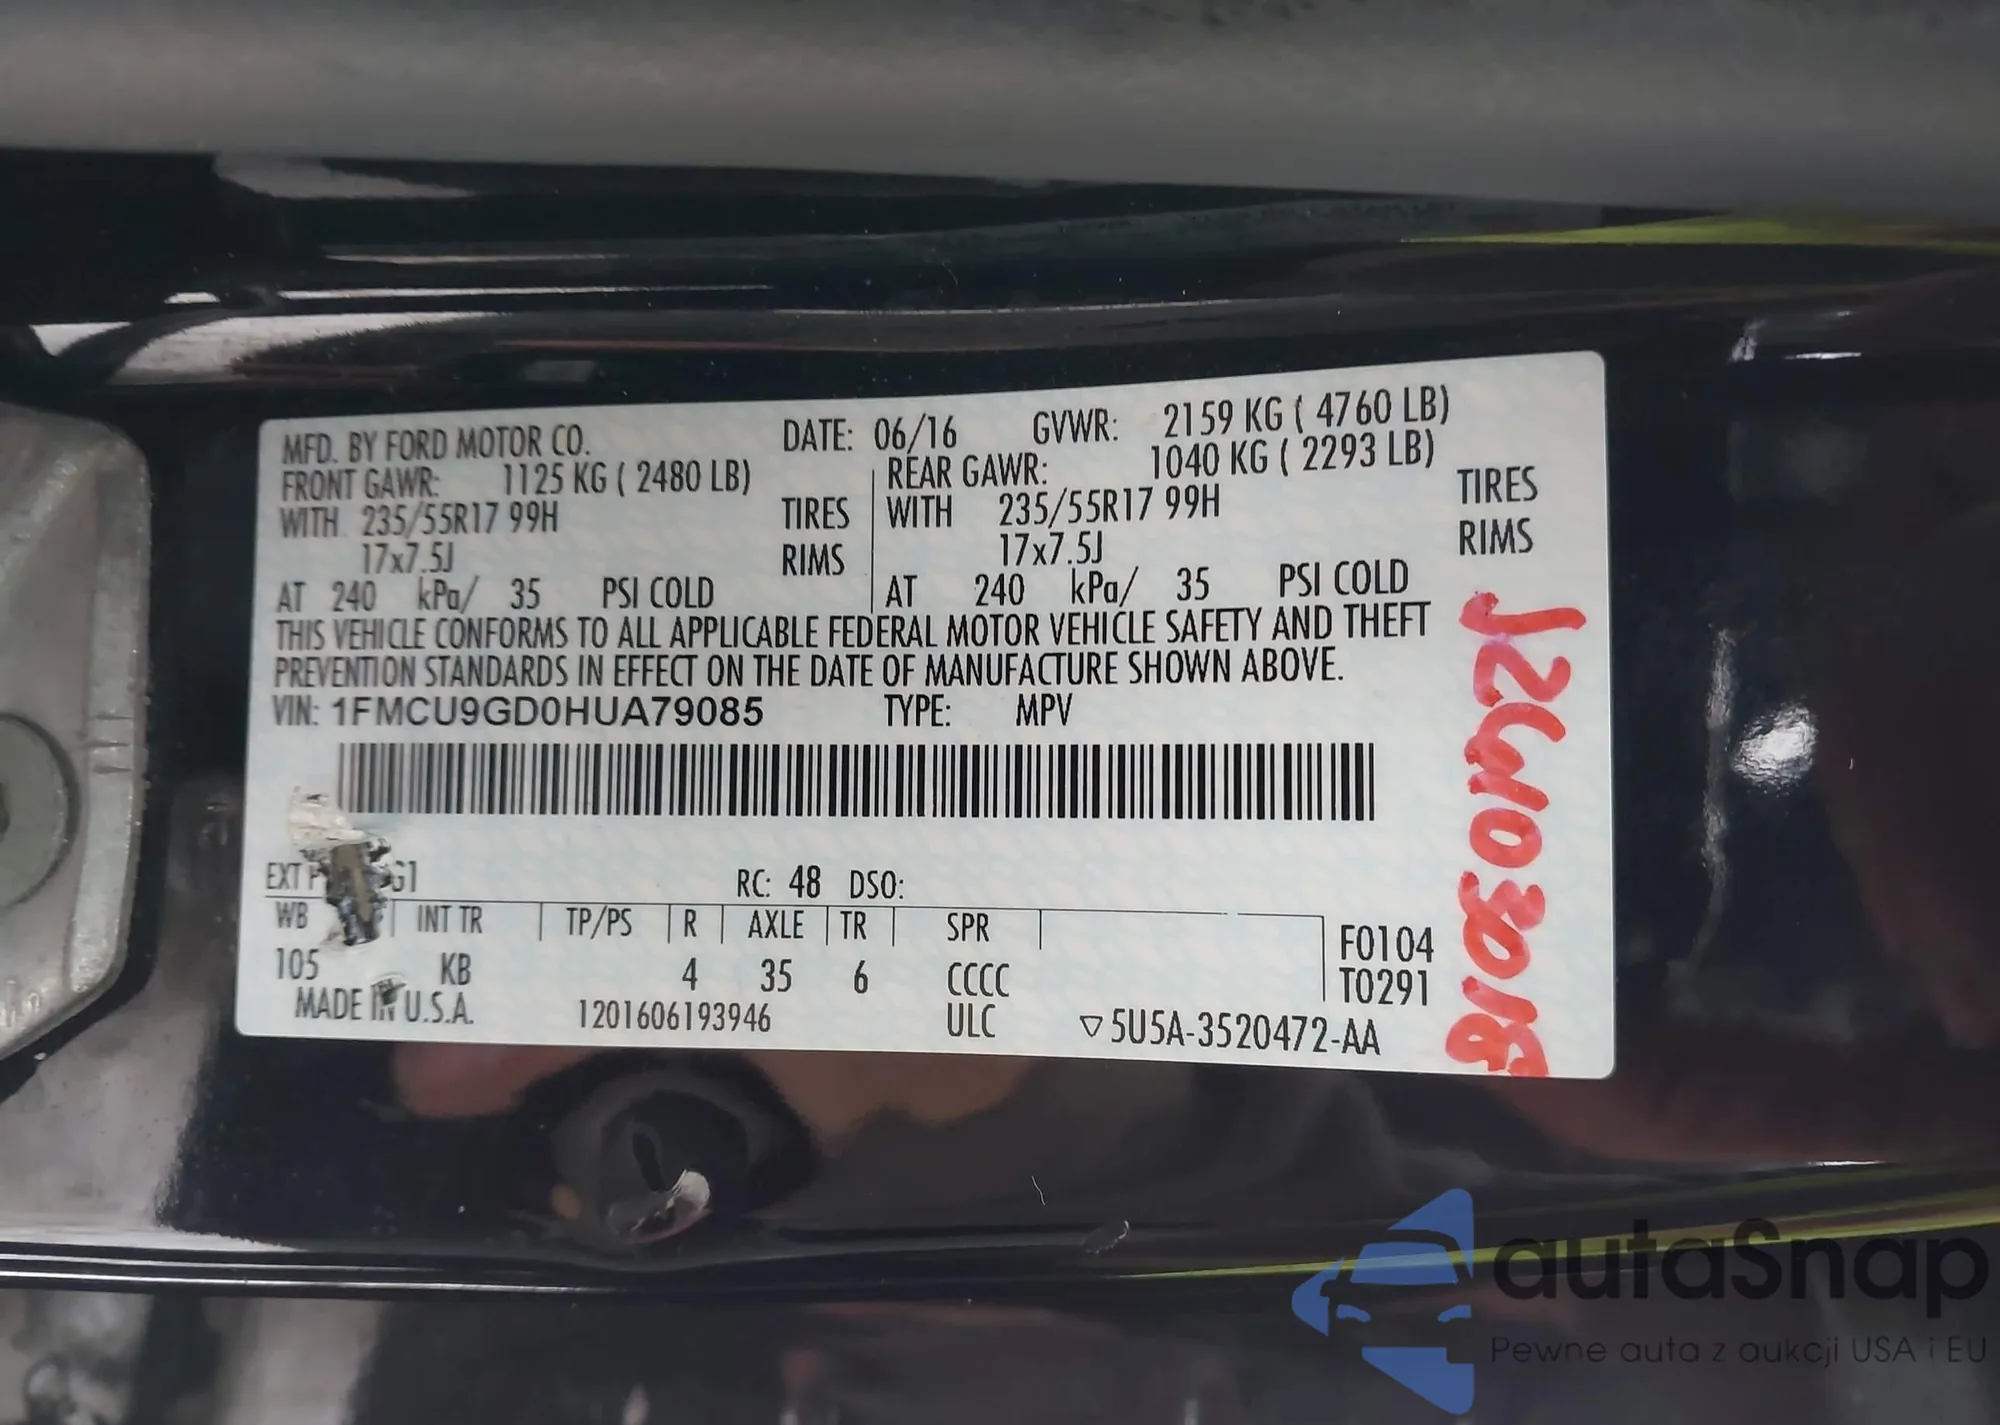 MFD. BY FORD MOTOR CO. DATE: 06/16 GVWR: 2159 KG ( 4760 LB)
FRONT GAWR: 1125 KG ( 2480 LB) REAR GAWR: 1040 KG ( 2293 LB)
WITH 235/55R17 99H TIRES WITH 235/55R17 99H TIRES
17x7.5J RIMS 17x7.5J RIMS
AT 240 kPa/ 35 PSI COLD AT 240 kPa/ 35 PSI COLD
THIS VEHICLE CONFORMS TO ALL APPLICABLE FEDERAL MOTOR VEHICLE SAFETY AND THEFT
PREVENTION STANDARDS IN EFFECT ON THE DATE OF MANUFACTURE SHOWN ABOVE.
VIN: 1FMCU9GD0HUA79085 TYPE: MPV
EXT G1 RC: 48 DSO:
WB INT TR TP/PS R AXLE TR SPR F0104
105 KB 4 35 6 CCCC T0291
MADE IN U.S.A. 1201606193946 ULC ▽5U5A-3520472-AA
autaSnap
Pewne auta z aukcji USA i EU